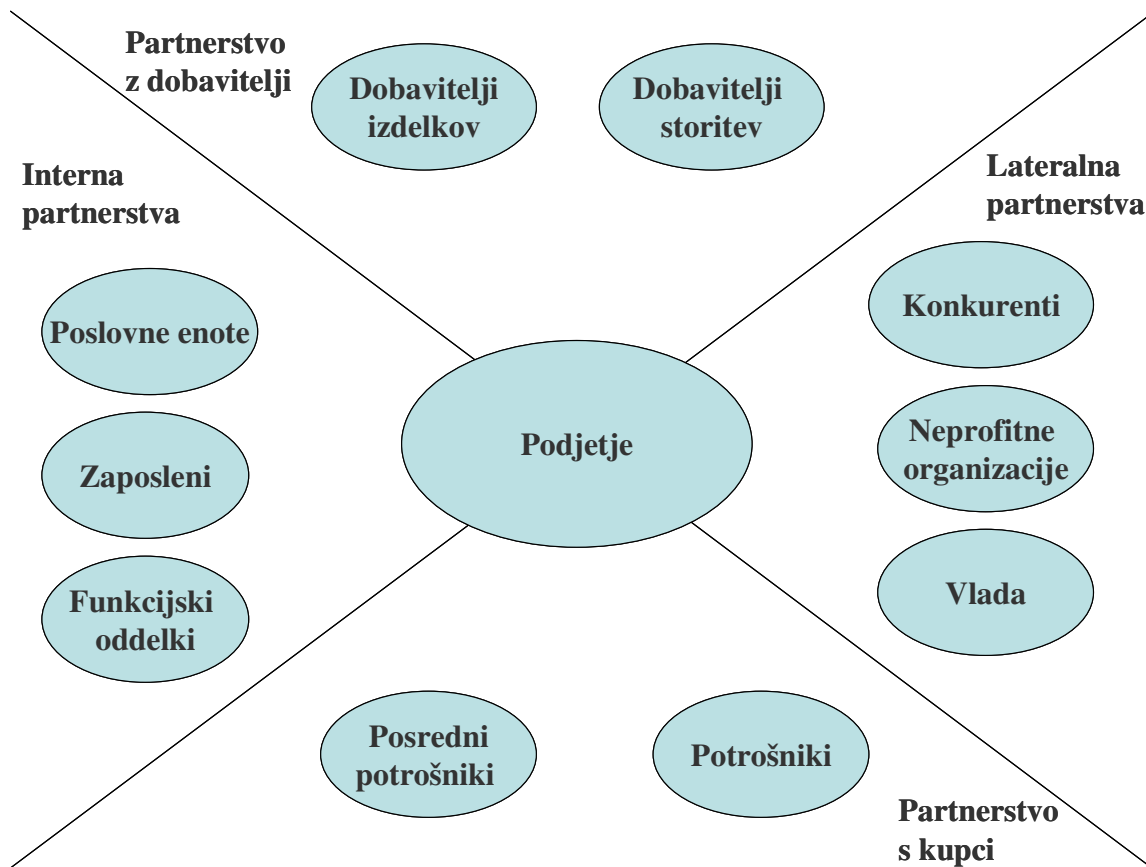 Partnerstvo
z dobavitelji
Dobavitelji
izdelkov
Dobavitelji
storitev
Interna
partnerstva
Lateralna
partnerstva
Poslovne enote
Zaposleni
Funkcijski
oddelki
Podjetje
Konkurenti
Neprofitne
organizacije
Vlada
Posredni
potrošniki
Potrošniki
Partnerstvo
s kupci